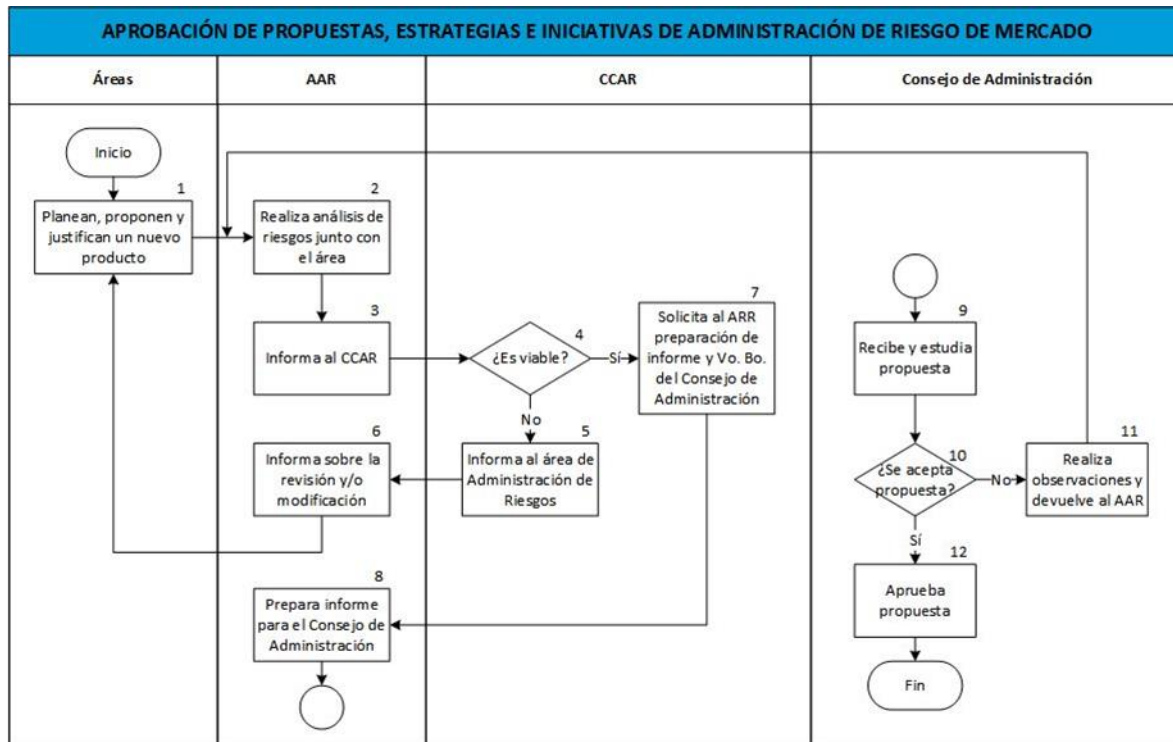 APROBACIÓN DE PROPUESTAS, ESTRATEGIAS E INICIATIVAS DE ADMINISTRACIÓN DE RIESGO DE MERCADO
Áreas
AAR
CCAR
Consejo de Administración
Inicio
1
Planean, proponen y
justifican un nuevo
producto
2
Realiza análisis de
riesgos junto con
el área
3
Informa al CCAR
4
¿Es viable?
Sí
No
5
Informa al área de
Administración de
Riesgos
6
Informa sobre la
revisión y/o
modificación
7
Solicita al ARR
preparación de
informe y Vo. Bo.
del Consejo de
Administración
8
Prepara informe
para el Consejo de
Administración
9
Recibe y estudia
propuesta
10
¿Se acepta
propuesta?
No
Sí
11
Realiza
observaciones y
devuelve al AAR
12
Aprueba
propuesta
Fin